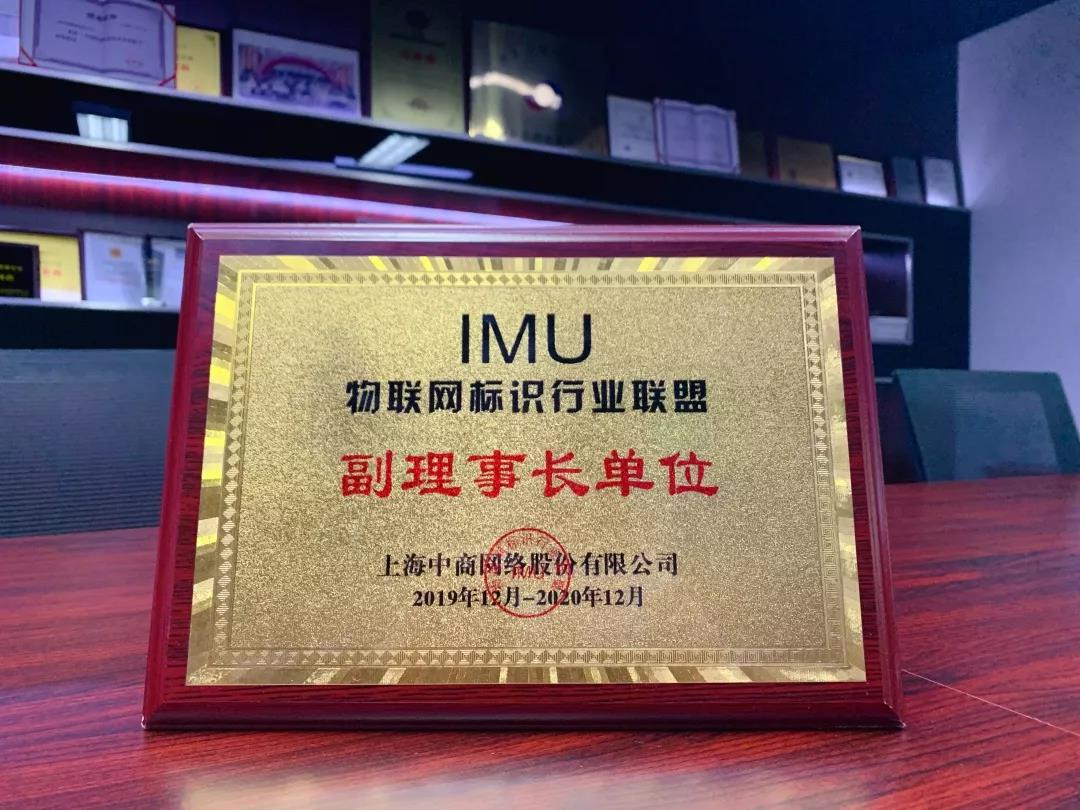 IMU
物联网标识行业联盟
副理事长单位
上海中商网络股份有限公司
2019年12月-2020年12月